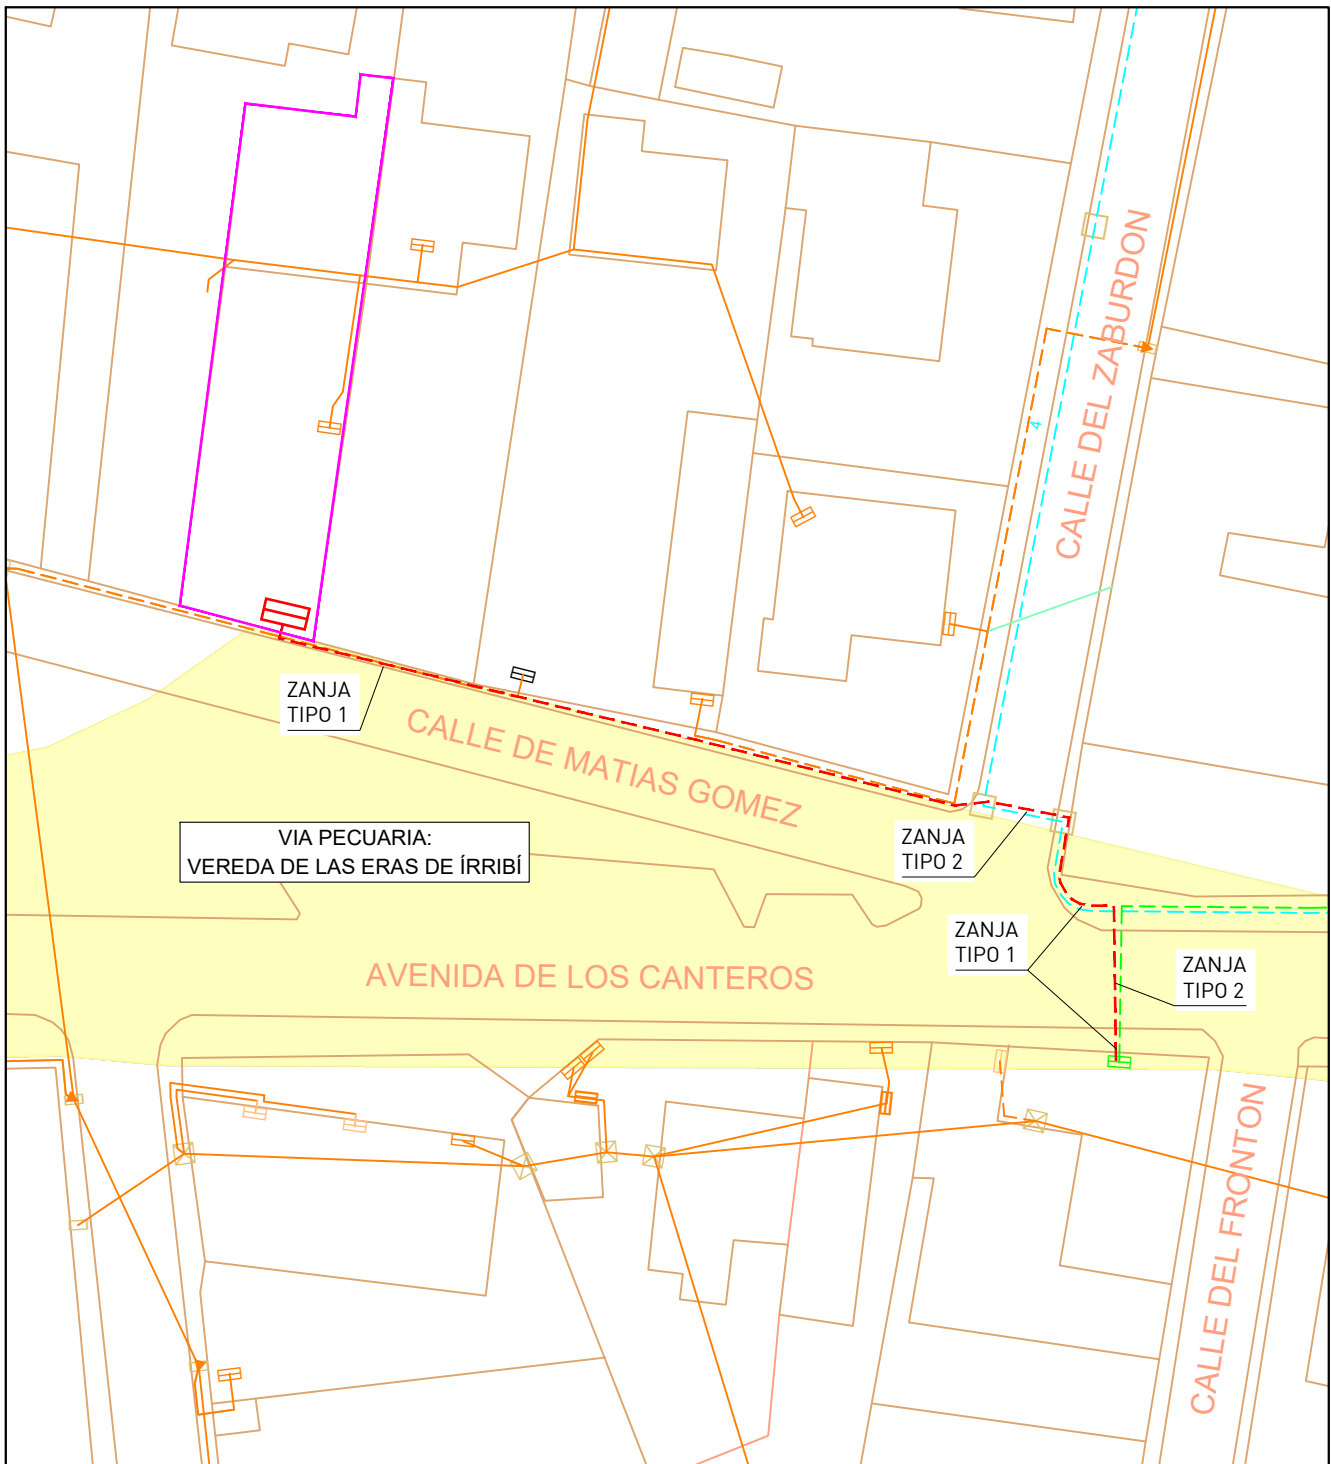 CALLE DEL ZABURDON
4
ZANJA
TIPO 1
CALLE DE MATIAS GOMEZ
VIA PECUARIA:
VEREDA DE LAS ERAS DE ÍRRIBÍ
ZANJA
TIPO 2
ZANJA
TIPO 1
ZANJA
TIPO 2
AVENIDA DE LOS CANTEROS
CALLE DEL FRONTON